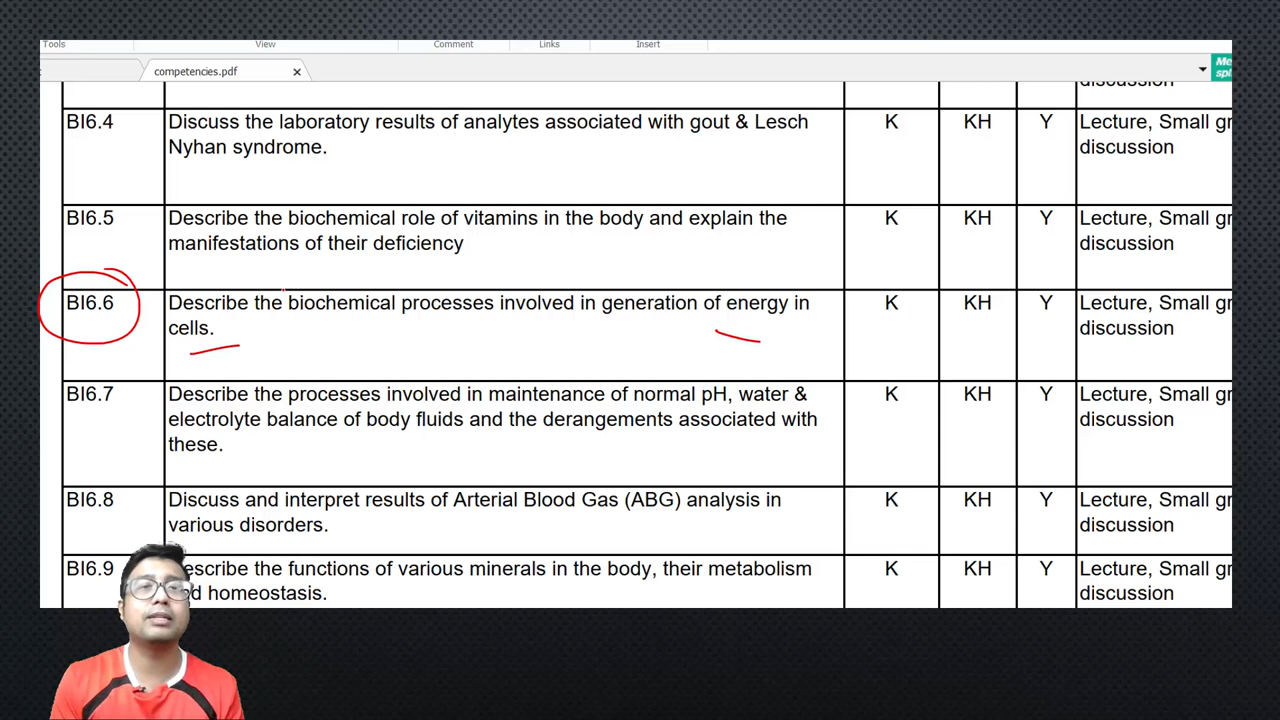 Tools View Comment Links Insert
competencies.pdf
discussion
BI6.4 Discuss the laboratory results of analytes associated with gout & Lesch K KH Y Lecture, Small gr
Nyhan syndrome. discussion
BI6.5 Describe the biochemical role of vitamins in the body and explain the K KH Y Lecture, Small gr
manifestations of their deficiency discussion
BI6.6 Describe the biochemical processes involved in generation of energy in K KH Y Lecture, Small gr
cells. discussion
BI6.7 Describe the processes involved in maintenance of normal pH, water & K KH Y Lecture, Small gr
electrolyte balance of body fluids and the derangements associated with discussion
these.
BI6.8 Discuss and interpret results of Arterial Blood Gas (ABG) analysis in K KH Y Lecture, Small gr
various disorders. discussion
BI6.9 escribe the functions of various minerals in the body, their metabolism K KH Y Lecture, Small gr
d homeostasis. discussion